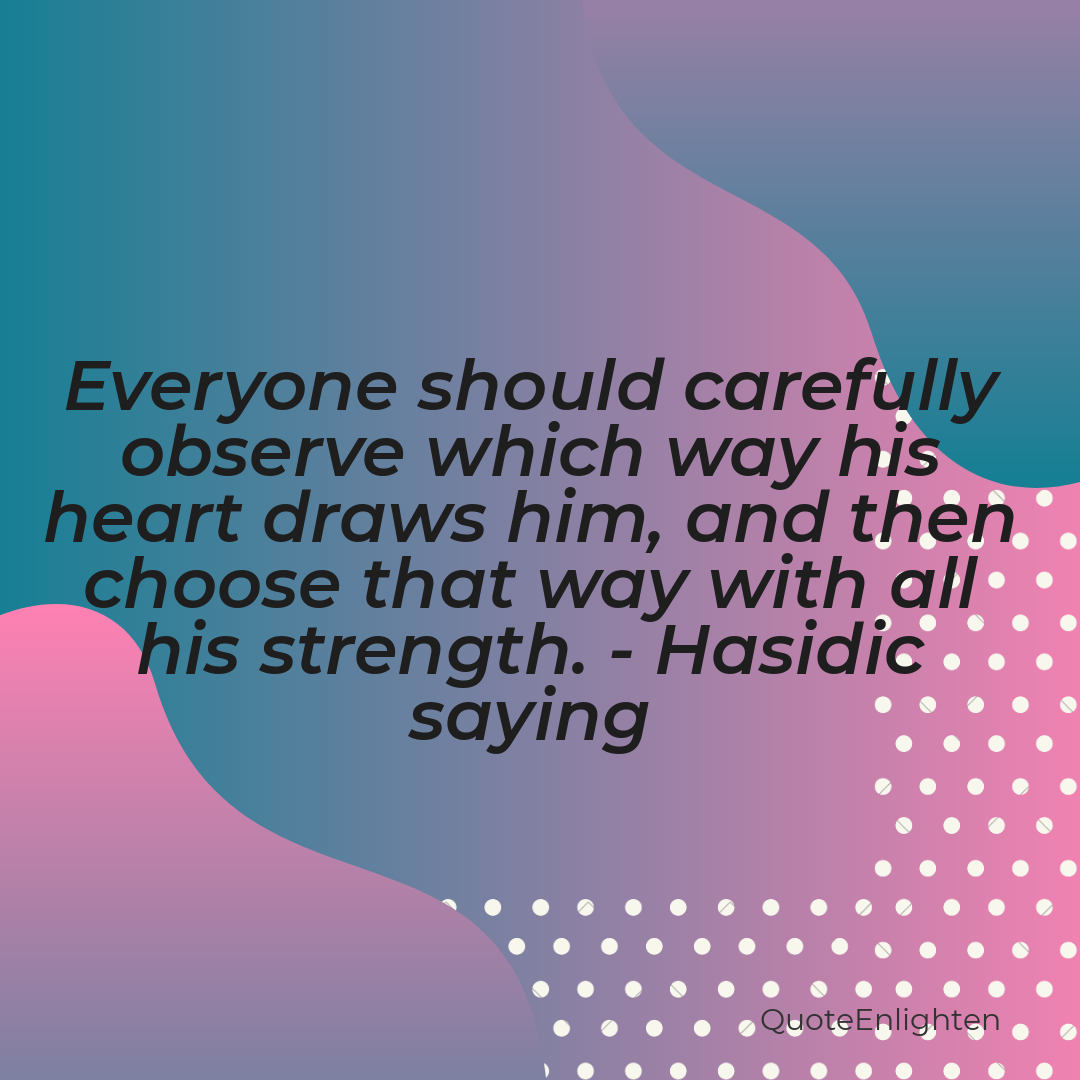 Everyone should carefully
observe which way his
heart draws him, and then
choose that way with all
his strength. - Hasidic
saying
QuoteEnlighten